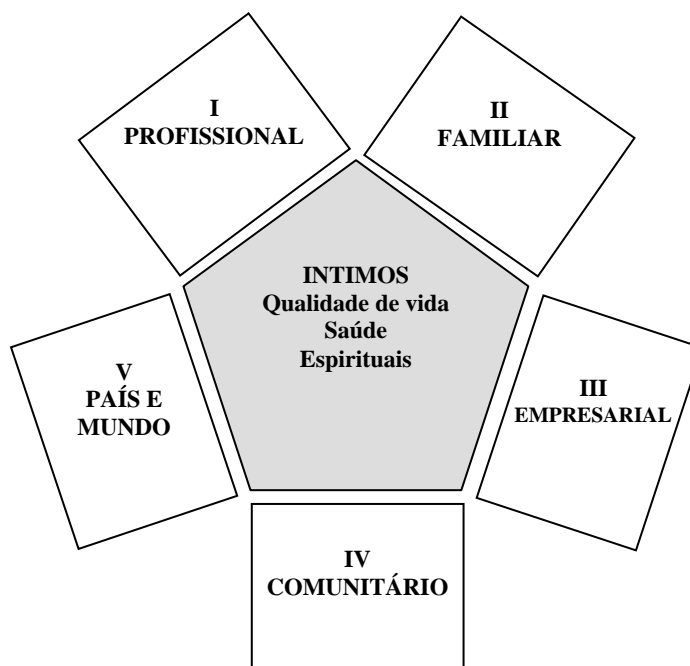 I
PROFISSIONAL
II
FAMILIAR
INTIMOS
Qualidade de vida
Saúde
Espirituais
V
PAÍS E
MUNDO
III
EMPRESARIAL
IV
COMUNITÁRIO